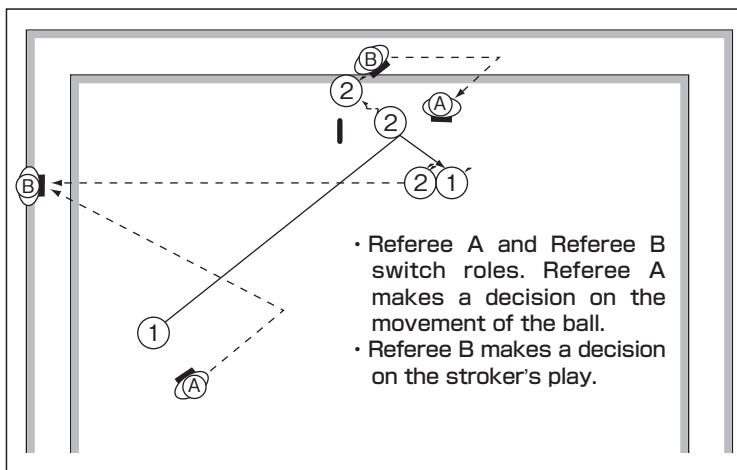 B
2
A
2
2 1
B
・Referee A and Referee B
switch roles. Referee A
makes a decision on the
movement of the ball.
・Referee B makes a decision
on the stroker's play.
1
A